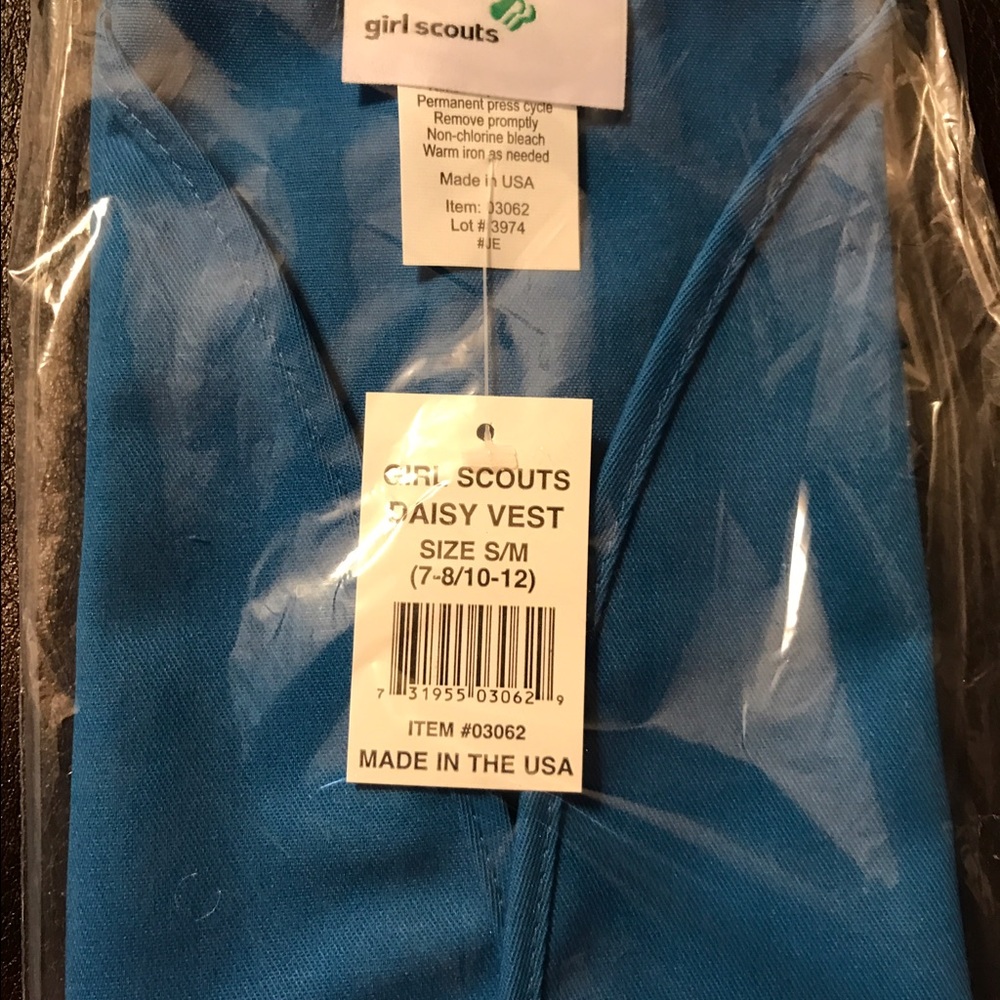 girl scouts
Permanent press cycle
Remove promptly
Non-chlorine bleach
Warm iron as needed
Made in USA
Item: 03062
Lot # 3974
#JE
GIRL SCOUTS
DAISY VEST
SIZE S/M
(7-8/10-12)
7 31955 03062 9
ITEM #03062
MADE IN THE USA